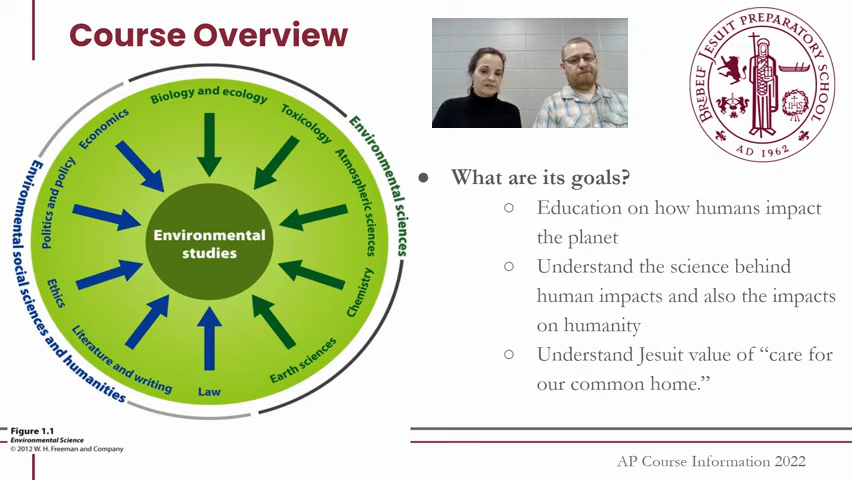 Course Overview
Biology and ecology
Toxicology
Atmospheric sciences
Chemistry
Earth sciences
Law
Literature and writing
Ethics
Politics and policy
Economics
Environmental sciences
Environmental social sciences and humanities
Environmental
studies
Figure 1.1
Environmental Science
© 2012 W. H. Freeman and Company
BREBEUF JESUIT PREPARATORY SCHOOL
IHS
AD 1962
● What are its goals?
○ Education on how humans impact
the planet
○ Understand the science behind
human impacts and also the impacts
on humanity
○ Understand Jesuit value of “care for
our common home.”
AP Course Information 2022